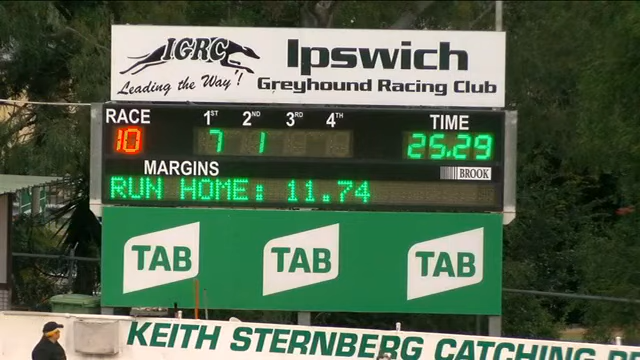 IGRC
Leading the Way'!
Ipswich
Greyhound Racing Club
RACE 1ST 2ND 3RD 4TH TIME
10 7 1 25.29
MARGINS BROOK
RUN HOME: 11.74
TAB TAB TAB
KEITH STERNBERG CATCHING